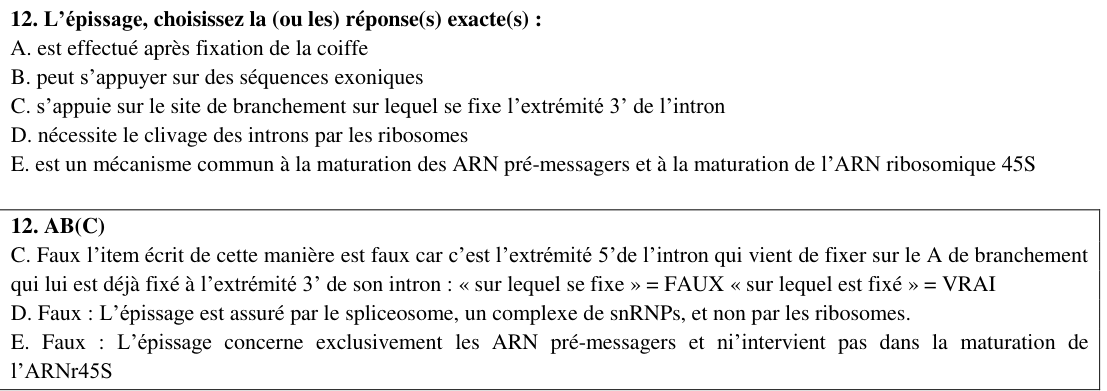 12. L’épissage, choisissez la (ou les) réponse(s) exacte(s) :
A. est effectué après fixation de la coiffe
B. peut s’appuyer sur des séquences exoniques
C. s’appuie sur le site de branchement sur lequel se fixe l’extrémité 3’ de l’intron
D. nécessite le clivage des introns par les ribosomes
E. est un mécanisme commun à la maturation des ARN pré-messagers et à la maturation de l’ARN ribosomique 45S
12. AB(C)
C. Faux l’item écrit de cette manière est faux car c’est l’extrémité 5’de l’intron qui vient de fixer sur le A de branchement
qui lui est déjà fixé à l’extrémité 3’ de son intron : « sur lequel se fixe » = FAUX « sur lequel est fixé » = VRAI
D. Faux : L’épissage est assuré par le spliceosome, un complexe de snRNPs, et non par les ribosomes.
E. Faux : L’épissage concerne exclusivement les ARN pré-messagers et ni’intervient pas dans la maturation de
l’ARNr45S